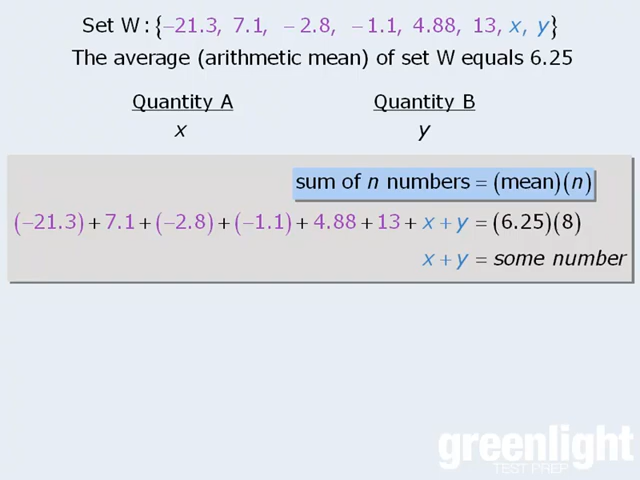 Set W: {−21.3, 7.1, −2.8, −1.1, 4.88, 13, x, y}
The average (arithmetic mean) of set W equals 6.25
Quantity A Quantity B
x y
sum of n numbers = (mean)(n)
(−21.3) + 7.1 + (−2.8) + (−1.1) + 4.88 + 13 + x + y = (6.25)(8)
x + y = some number
greenlight
TEST PREP